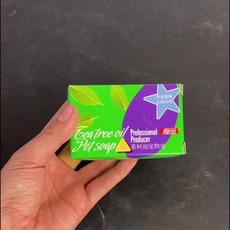 Tea Tree oil
Pet soap
Professional
Producer
茶树油宠物皂